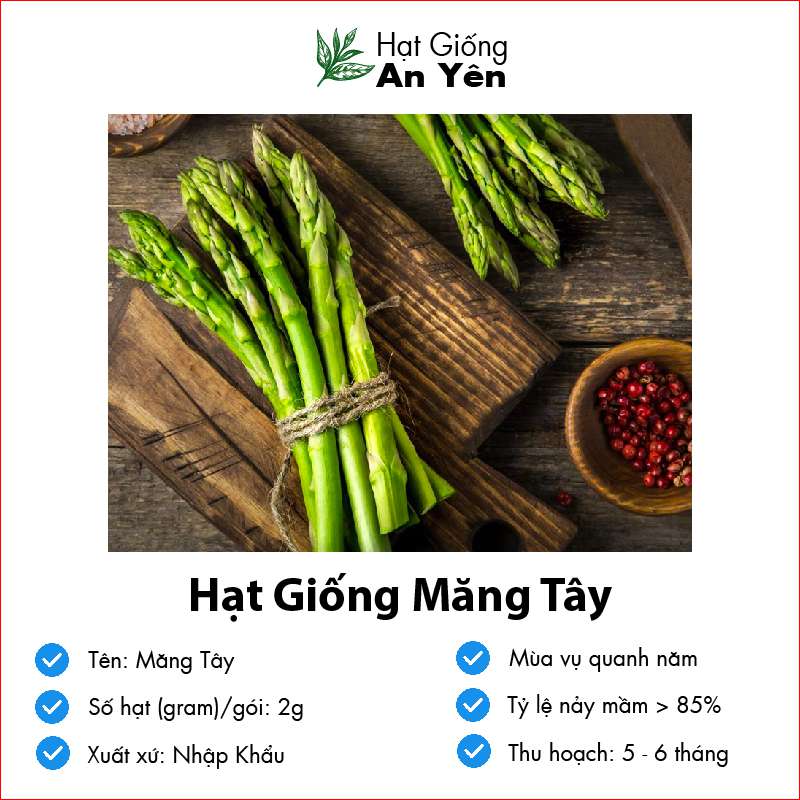 Hạt Giống
An Yên
Hạt Giống Măng Tây
Tên: Măng Tây
Số hạt (gram)/gói: 2g
Xuất xứ: Nhập Khẩu
Mùa vụ quanh năm
Tỷ lệ nảy mầm > 85%
Thu hoạch: 5 - 6 tháng